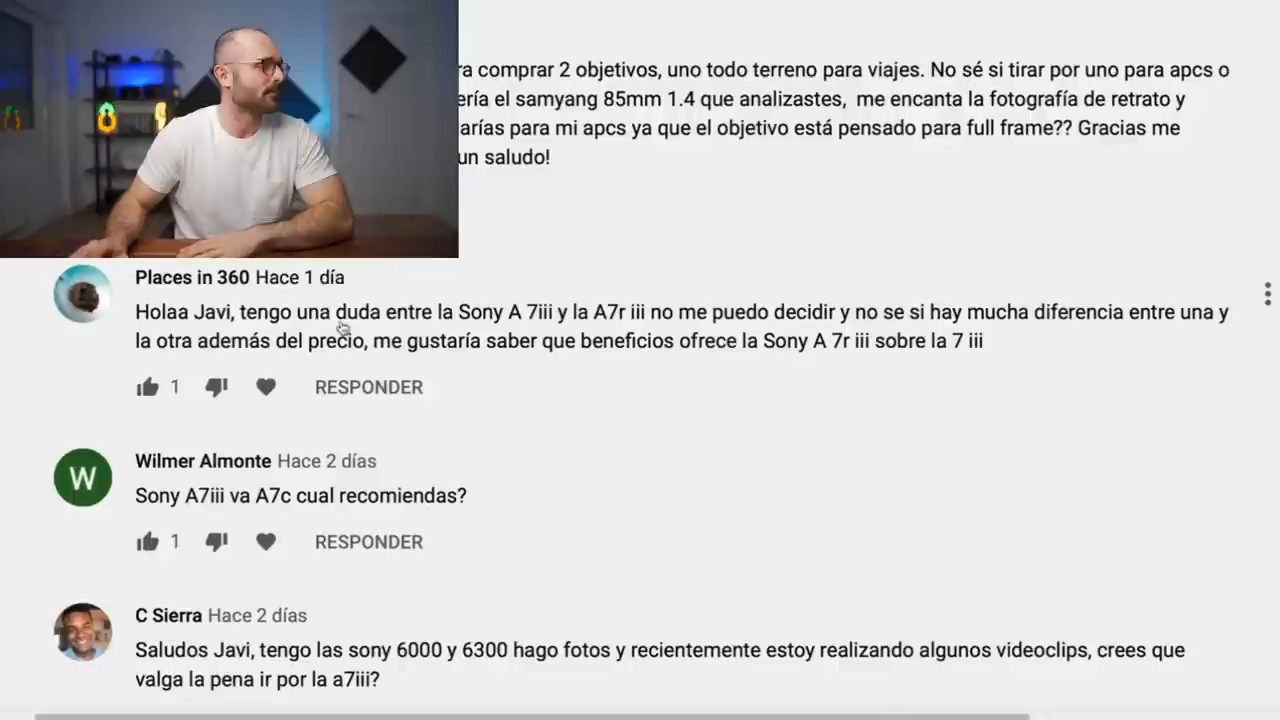 ra comprar 2 objetivos, uno todo terreno para viajes. No sé si tirar por uno para apcs o
ería el samyang 85mm 1.4 que analizastes, me encanta la fotografía de retrato y
arías para mi apcs ya que el objetivo está pensado para full frame?? Gracias me
un saludo!
Places in 360 Hace 1 día
Holaa Javi, tengo una duda entre la Sony A 7iii y la A7r iii no me puedo decidir y no se si hay mucha diferencia entre una y
la otra además del precio, me gustaría saber que beneficios ofrece la Sony A 7r iii sobre la 7 iii
1 RESPONDER
W
Wilmer Almonte Hace 2 días
Sony A7iii va A7c cual recomiendas?
1 RESPONDER
C Sierra Hace 2 días
Saludos Javi, tengo las sony 6000 y 6300 hago fotos y recientemente estoy realizando algunos videoclips, crees que
valga la pena ir por la a7iii?